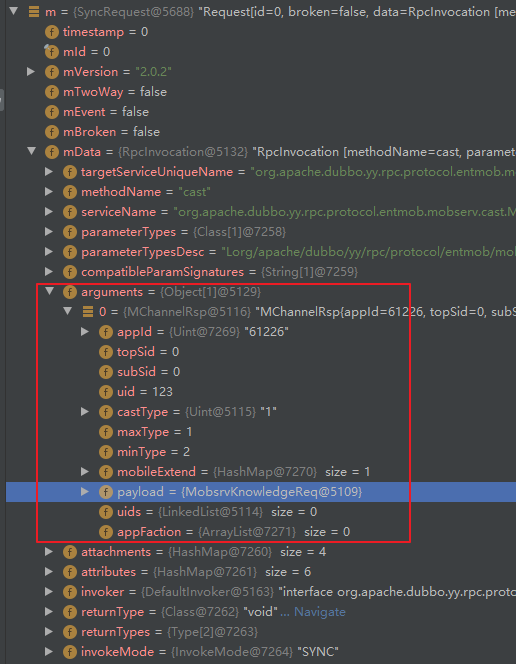 m = {SyncRequest@5688} "Request[id=0, broken=false, data=RpcInvocation [m
timestamp = 0
mId = 0
mVersion = "2.0.2"
mTwoWay = false
mEvent = false
mBroken = false
mData = {RpcInvocation@5132} "RpcInvocation [methodName=cast, paramete
targetServiceUniqueName = "org.apache.dubbo.yy.rpc.protocol.entmob.m
methodName = "cast"
serviceName = "org.apache.dubbo.yy.rpc.protocol.entmob.mobserv.cast.M
parameterTypes = {Class[1]@7258}
parameterTypesDesc = "Lorg/apache/dubbo/yy/rpc/protocol/entmob/mol
compatibleParamSignatures = {String[1]@7259}
arguments = {Object[1]@5129}
0 = {MChannelRsp@5116} "MChannelRsp{appId=61226, topSid=0, subS
appId = {Uint@7269} "61226"
topSid = 0
subSid = 0
uid = 123
castType = {Uint@5115} "1"
maxType = 1
minType = 2
mobileExtend = {HashMap@7270} size = 1
payload = {MobsrvKnowledgeReq@5109}
uids = {LinkedList@5114} size = 0
appFaction = {ArrayList@7271} size = 0
attachments = {HashMap@7260} size = 4
attributes = {HashMap@7261} size = 6
invoker = {DefaultInvoker@5163} "interface org.apache.dubbo.yy.rpc.proto
returnType = {Class@7262} "void"... Navigate
returnTypes = {Type[2]@7263}
invokeMode = {InvokeMode@7264} "SYNC"